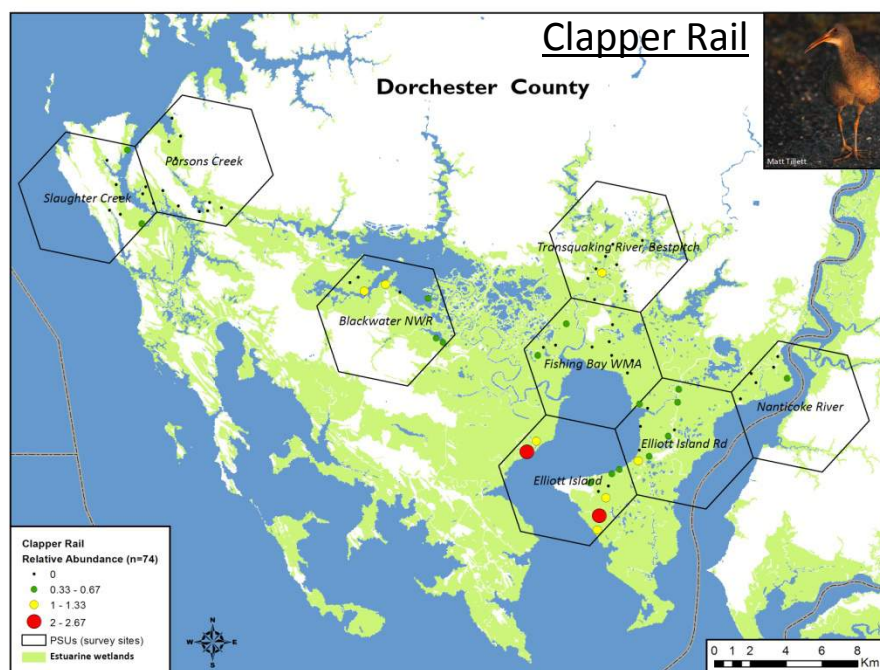 Clapper Rail
Dorchester County
Matt Tillett
Parsons Creek
Slaughter Creek
Transquaking River, Bestpitch
Blackwater NWR
Fishing Bay WMA
Nanticoke River
Elliott Island Rd
Elliott Island
Clapper Rail
Relative Abundance (n=74)
0
0.33 - 0.67
1 - 1.33
2 - 2.67
PSUs (survey sites)
Estuarine wetlands
N
W E
S
0 1 2 4 6 8
Km